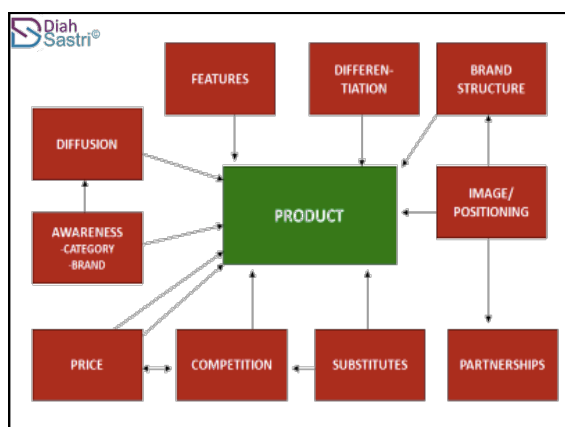 Diah
Sastri©
FEATURES
DIFFEREN-
TIATION
BRAND
STRUCTURE
DIFFUSION
PRODUCT
IMAGE/
POSITIONING
AWARENESS
-CATEGORY
-BRAND
PRICE
COMPETITION
SUBSTITUTES
PARTNERSHIPS